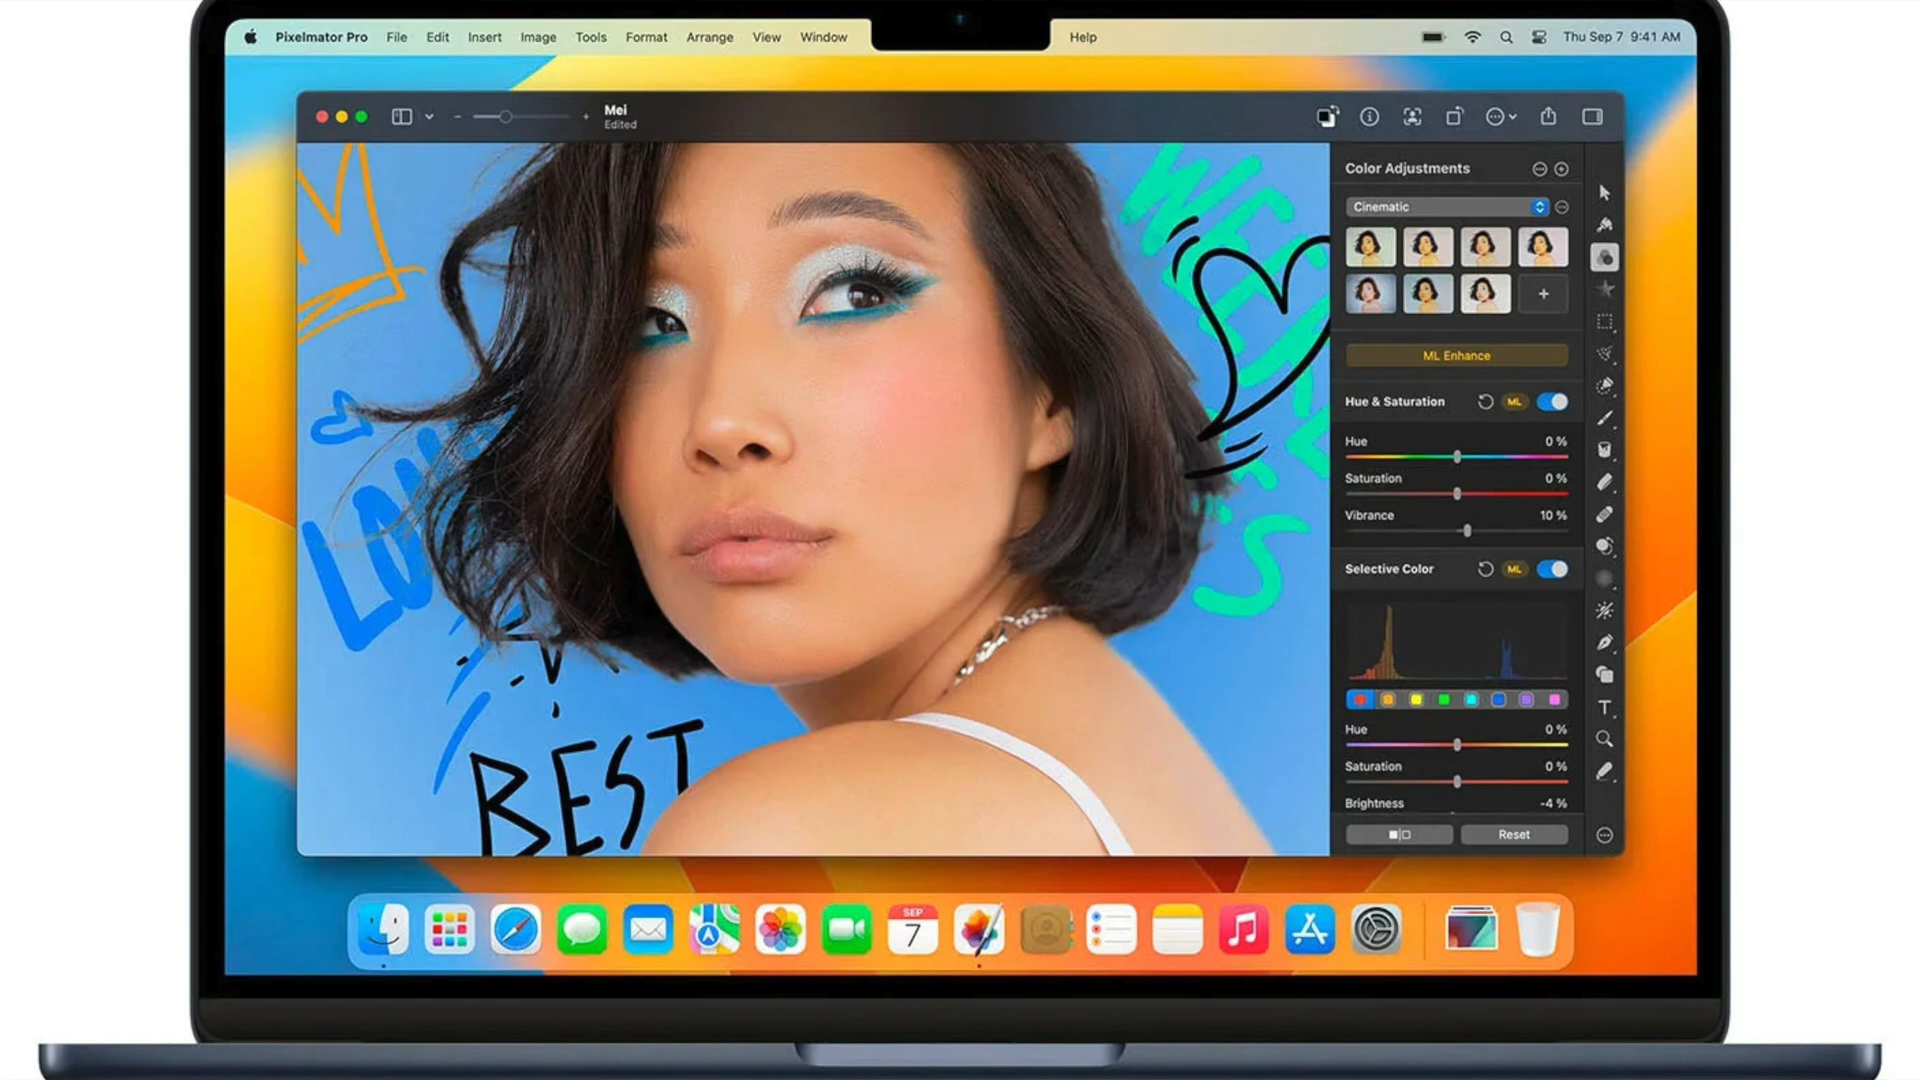 Pixelmator Pro File Edit Insert Image Tools Format Arrange View Window Help Thu Sep 7 9:41 AM
Mei
Edited
Color Adjustments
Cinematic
ML Enhance
Hue & Saturation ML
Hue 0 %
Saturation 0 %
Vibrance 10 %
Selective Color ML
Hue 0 %
Saturation 0 %
Brightness -4 %
Reset
T
BEST
SEP
7